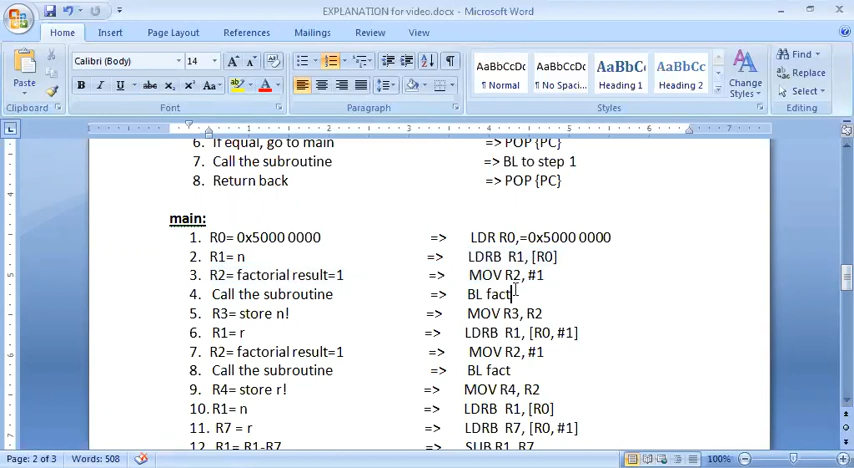 EXPLANATION for video.docx - Microsoft Word
Home Insert Page Layout References Mailings Review View
Paste
Clipboard
Calibri (Body) 14
B I U abe x₂ x² Aa
Font
Paragraph
AaBbCcDc AaBbCcDc AaBbC AaBbCc
¶ Normal ¶ No Spaci... Heading 1 Heading 2
Change Styles
Styles
Find
Replace
Select
Editing
6. If equal, go to main => POP {PC}
7. Call the subroutine => BL to step 1
8. Return back => POP {PC}
main:
1. R0= 0x5000 0000 => LDR R0,=0x5000 0000
2. R1= n => LDRB R1, [R0]
3. R2= factorial result=1 => MOV R2, #1
4. Call the subroutine => BL fact
5. R3= store n! => MOV R3, R2
6. R1= r => LDRB R1, [R0, #1]
7. R2= factorial result=1 => MOV R2, #1
8. Call the subroutine => BL fact
9. R4= store r! => MOV R4, R2
10. R1= n => LDRB R1, [R0]
11. R7 = r => LDRB R7, [R0, #1]
12. R1= R1-R7 => SUB R1, R7
Page: 2 of 3 Words: 508 100%